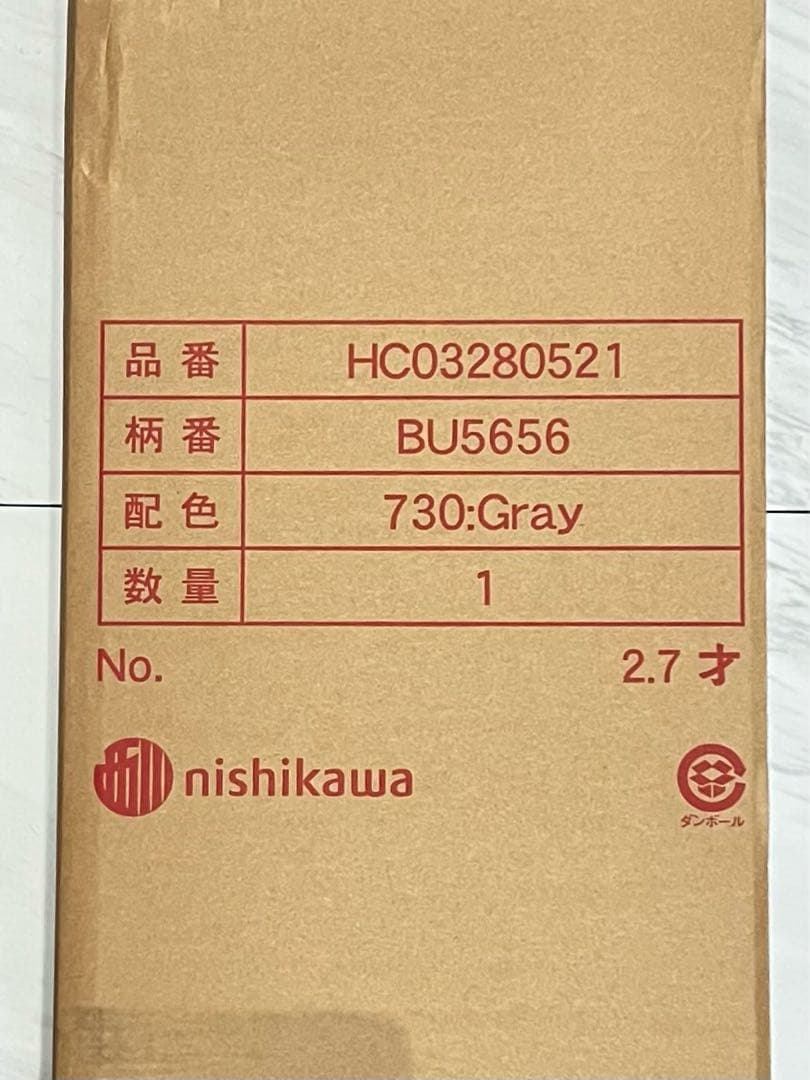 品番 HC03280521
柄番 BU5656
配色 730:Gray
数量 1
No. 2.7 才
nishikawa
ダンボール